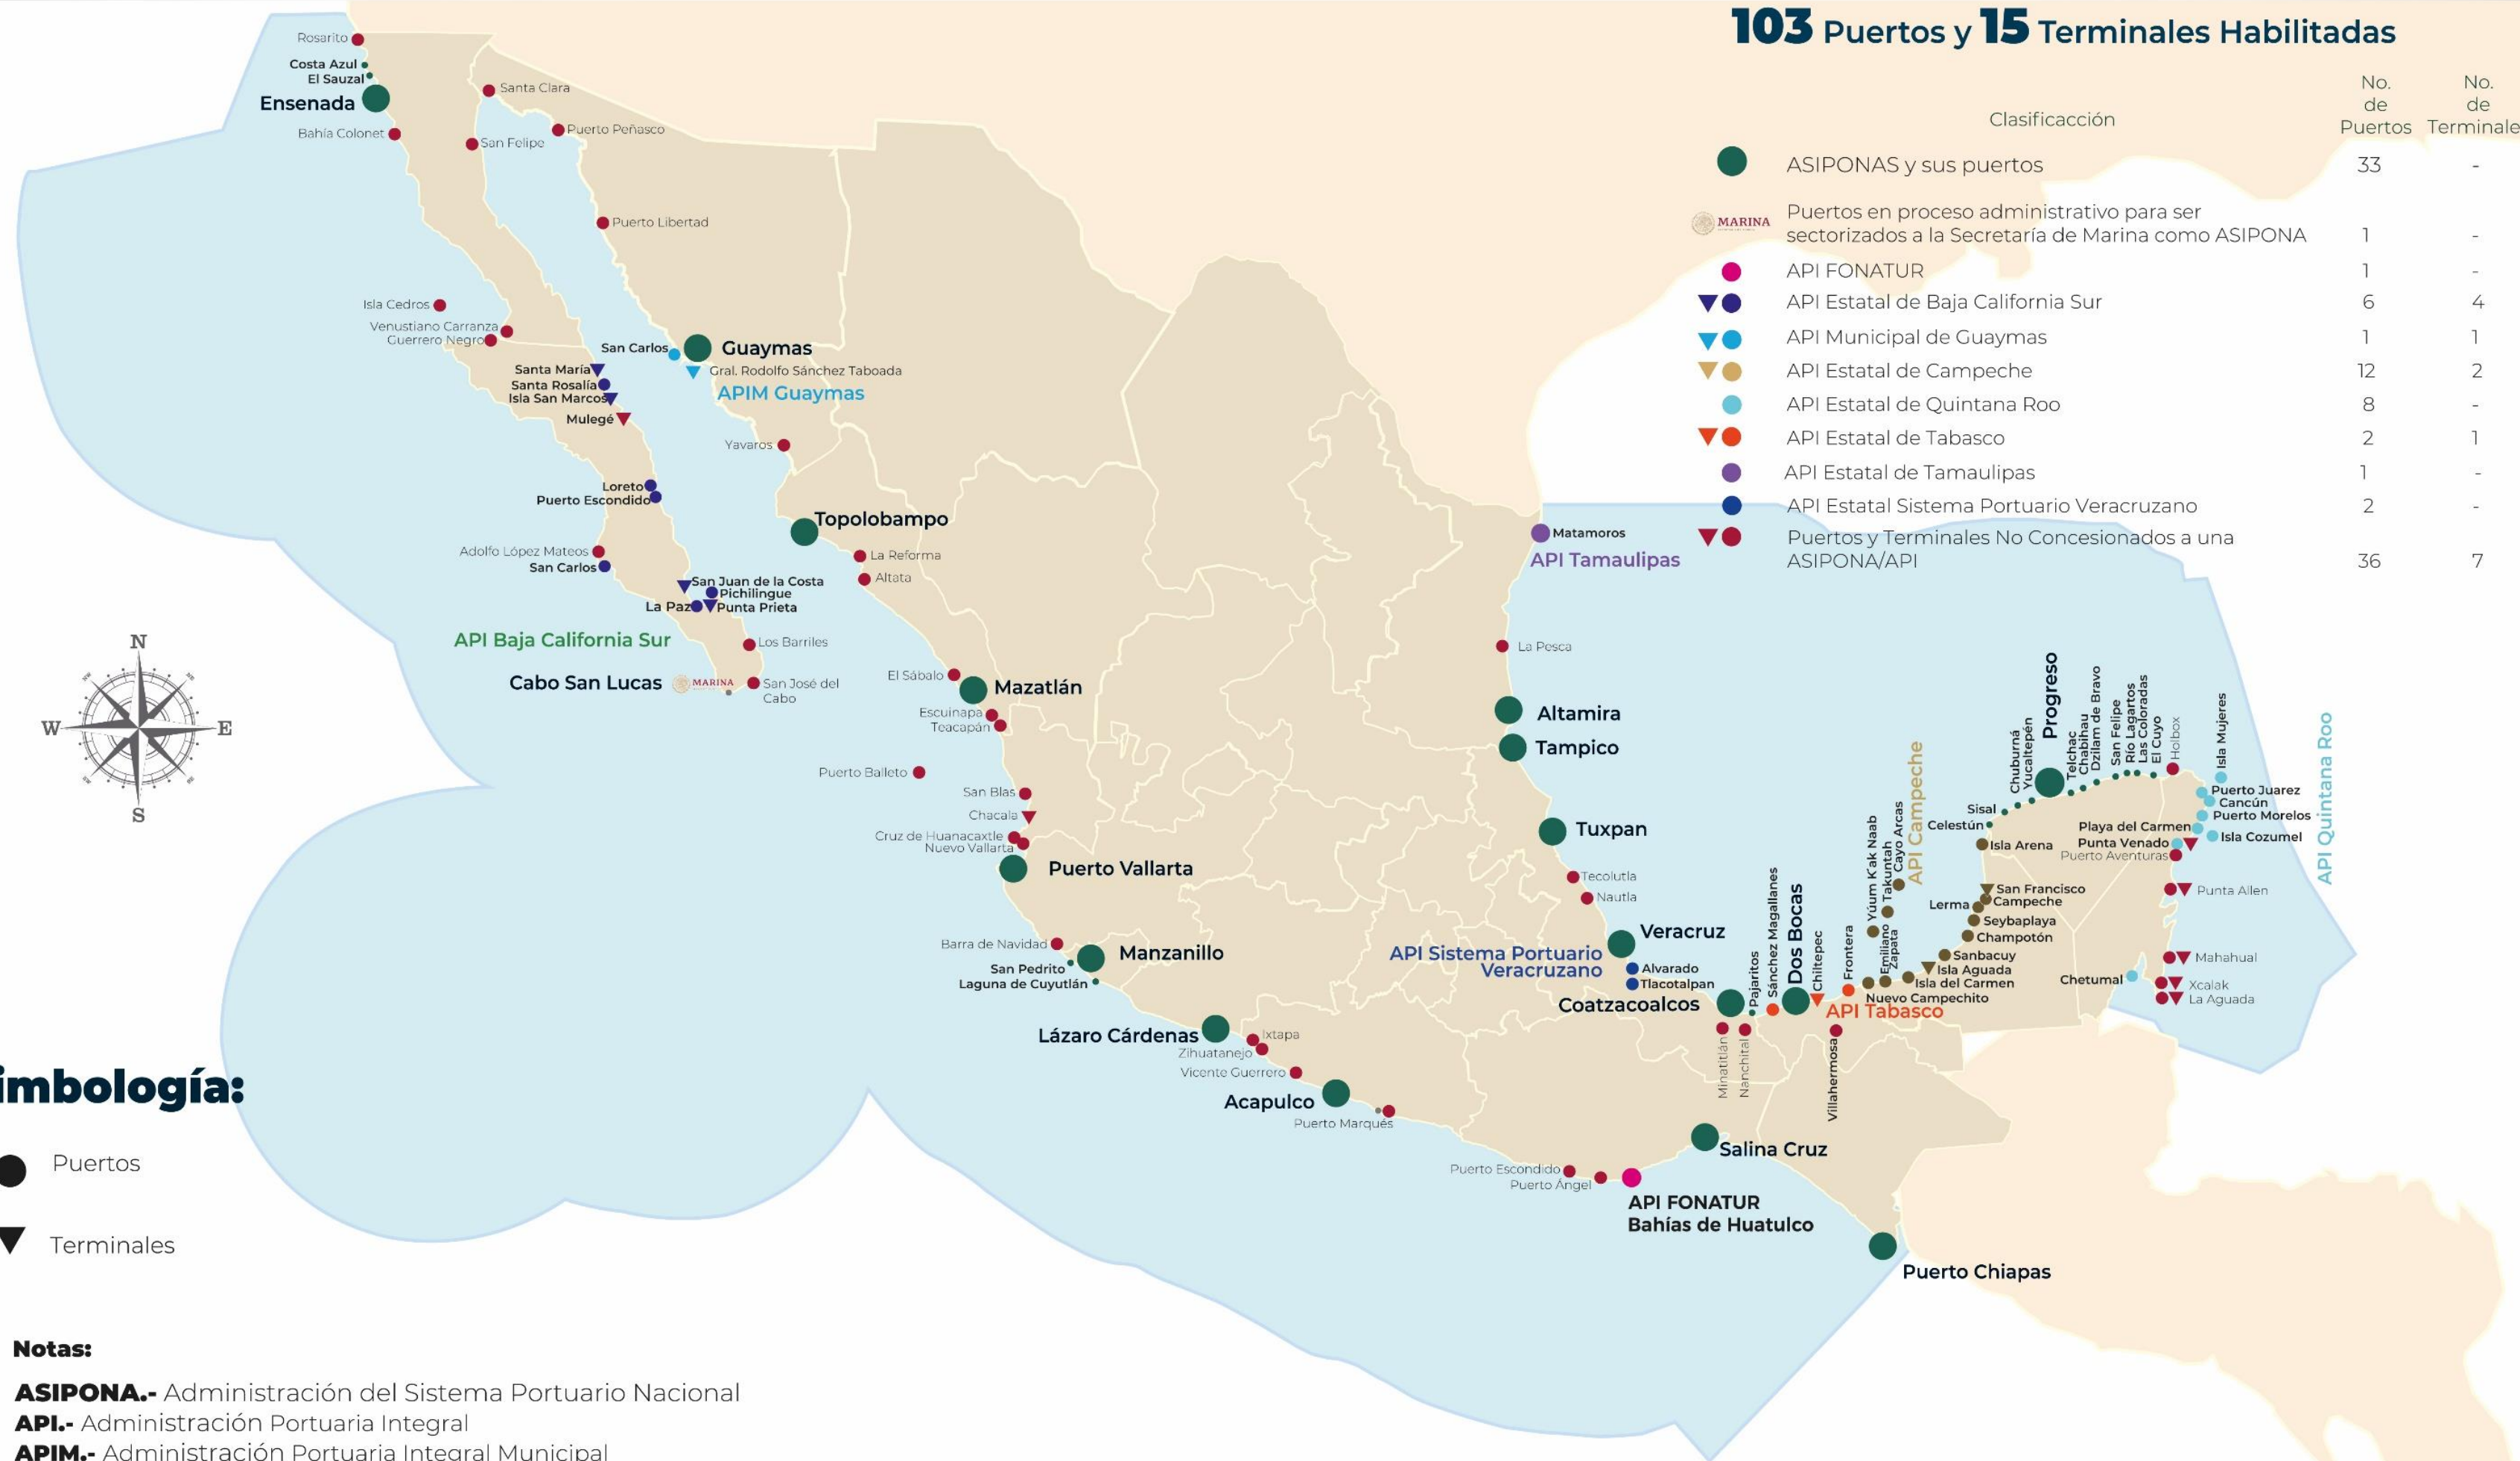 103 Puertos y 15 Terminales Habilitadas
Clasificacción
No.
de
Puertos
No.
de
Terminale
ASIPONAS y sus puertos 33 -
MARINA
Puertos en proceso administrativo para ser
sectorizados a la Secretaría de Marina como ASIPONA 1 -
API FONATUR 1 -
API Estatal de Baja California Sur 6 4
API Municipal de Guaymas 1 1
API Estatal de Campeche 12 2
API Estatal de Quintana Roo 8 -
API Estatal de Tabasco 2 1
API Estatal de Tamaulipas 1 -
API Estatal Sistema Portuario Veracruzano 2 -
Puertos y Terminales No Concesionados a una
ASIPONA/API 36 7
Rosarito
Costa Azul
El Sauzal
Ensenada
Bahía Colonet
Santa Clara
San Felipe
Puerto Peñasco
Puerto Libertad
Isla Cedros
Venustiano Carranza
Guerrero Negro
San Carlos
Guaymas
Gral. Rodolfo Sánchez Taboada
APIM Guaymas
Santa María
Santa Rosalía
Isla San Marcos
Mulegé
Yavaros
Loreto
Puerto Escondido
Topolobampo
La Reforma
Altata
Adolfo López Mateos
San Carlos
San Juan de la Costa
Pichilingue
La Paz
Punta Prieta
API Baja California Sur
Los Barriles
Cabo San Lucas
MARINA
San José del
Cabo
El Sábalo
Mazatlán
Escuinapa
Teacapán
Puerto Balleto
San Blas
Chacala
Cruz de Huanacaxtle
Nuevo Vallarta
Puerto Vallarta
Barra de Navidad
Manzanillo
San Pedrito
Laguna de Cuyutlán
Lázaro Cárdenas
Ixtapa
Zihuatanejo
Vicente Guerrero
Acapulco
Puerto Marqués
Puerto Escondido
Puerto Ángel
API FONATUR
Bahías de Huatulco
Salina Cruz
Puerto Chiapas
Matamoros
API Tamaulipas
La Pesca
Altamira
Tampico
Tuxpan
Tecolutla
Nautla
Veracruz
API Sistema Portuario
Veracruzano
Alvarado
Tlacotalpan
Coatzacoalcos
Pajaritos
Sánchez Magallanes
Dos Bocas
Chiltepec
Frontera
API Tabasco
Minatitlán
Nanchital
Villahermosa
Yúum K'ak Naab
Takuntah
Cayo Arcas
API Campeche
Emiliano
Zapata
Nuevo Campechito
Isla del Carmen
Isla Aguada
Sanbacuy
Champotón
Seybaplaya
Lerma
Campeche
San Francisco
Isla Arena
Celestún
Sisal
Chuburná
Yucaltepén
Progreso
Telchac
Chabihau
Dzilam de Bravo
San Felipe
Río Lagartos
Las Coloradas
El Cuyo
Holbox
Isla Mujeres
Puerto Juarez
Cancún
Puerto Morelos
Playa del Carmen
Isla Cozumel
Punta Venado
Puerto Aventuras
Punta Allen
Mahahual
Chetumal
Xcalak
La Aguada
API Quintana Roo
N
W
E
S
imbología:
Puertos
Terminales
Notas:
ASIPONA.- Administración del Sistema Portuario Nacional
API.- Administración Portuaria Integral
APIM.- Administración Portuaria Integral Municipal